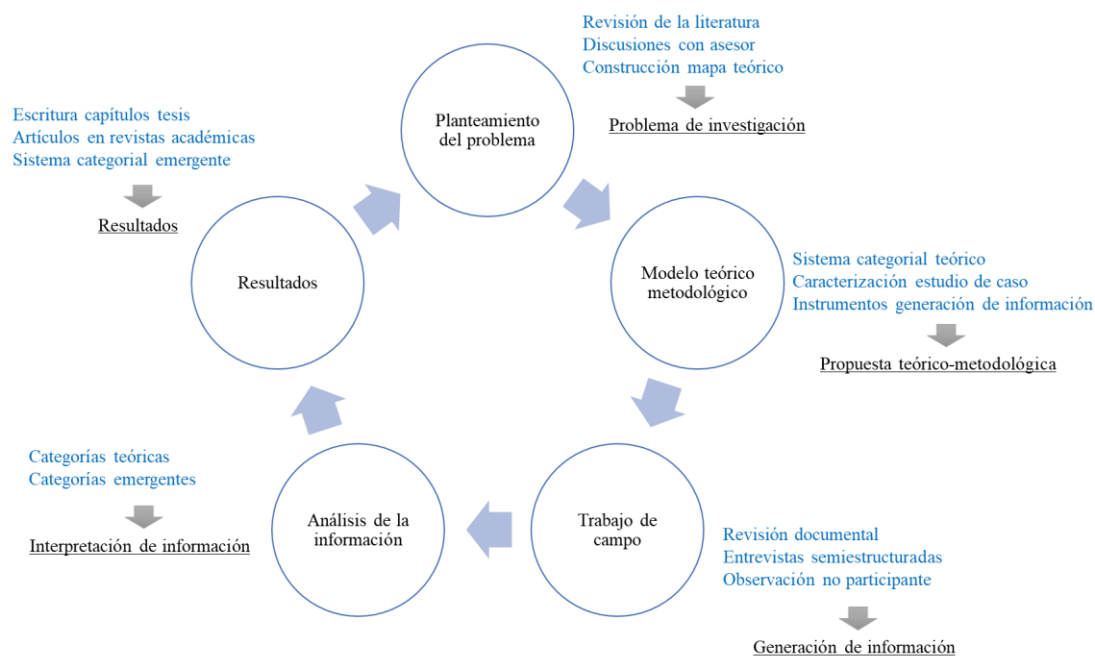 Planteamiento
del problema
Revisión de la literatura
Discusiones con asesor
Construcción mapa teórico
Problema de investigación
Modelo teórico
metodológico
Sistema categorial teórico
Caracterización estudio de caso
Instrumentos generación de información
Propuesta teórico-metodológica
Trabajo de
campo
Revisión documental
Entrevistas semiestructuradas
Observación no participante
Generación de información
Análisis de la
información
Categorías teóricas
Categorías emergentes
Interpretación de información
Resultados
Escritura capítulos tesis
Artículos en revistas académicas
Sistema categorial emergente
Resultados